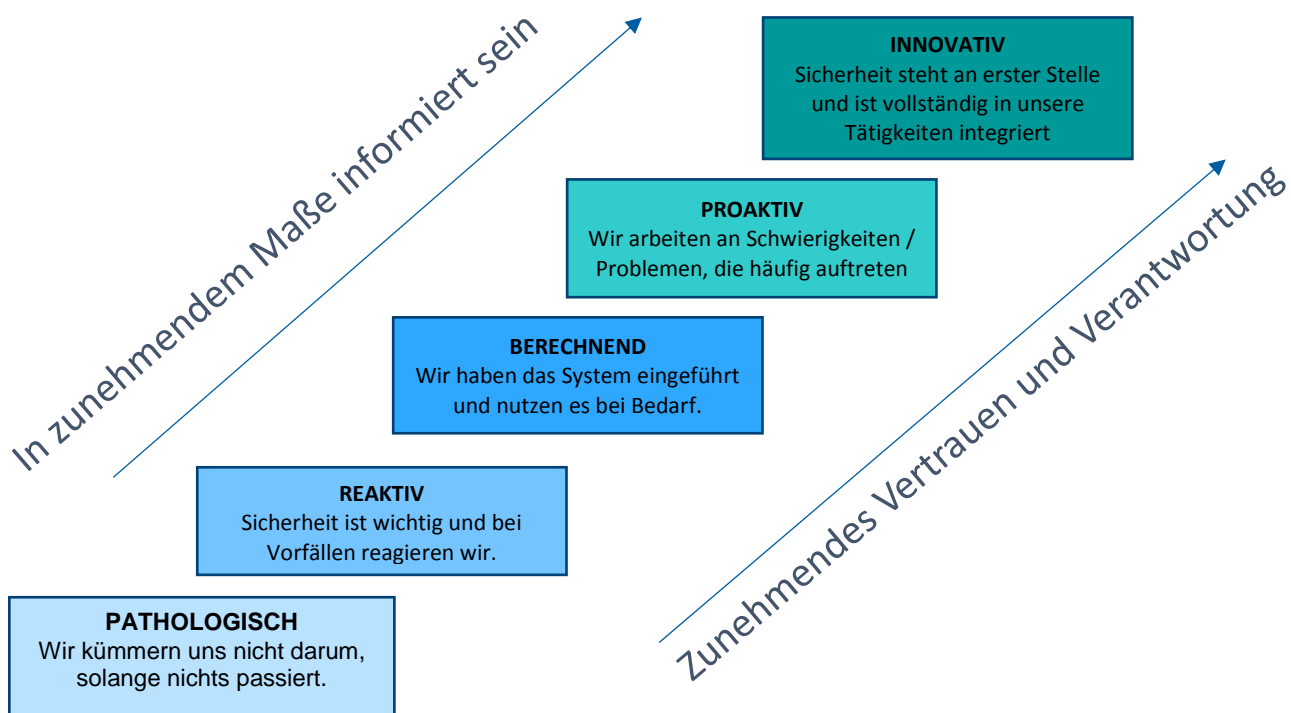 In zunehmendem Maße informiert sein
INNOVATIV
Sicherheit steht an erster Stelle
und ist vollständig in unsere
Tätigkeiten integriert
PROAKTIV
Wir arbeiten an Schwierigkeiten /
Problemen, die häufig auftreten
BERECHNEND
Wir haben das System eingeführt
und nutzen es bei Bedarf.
REAKTIV
Sicherheit ist wichtig und bei
Vorfällen reagieren wir.
PATHOLOGISCH
Wir kümmern uns nicht darum,
solange nichts passiert.
Zunehmendes Vertrauen und Verantwortung